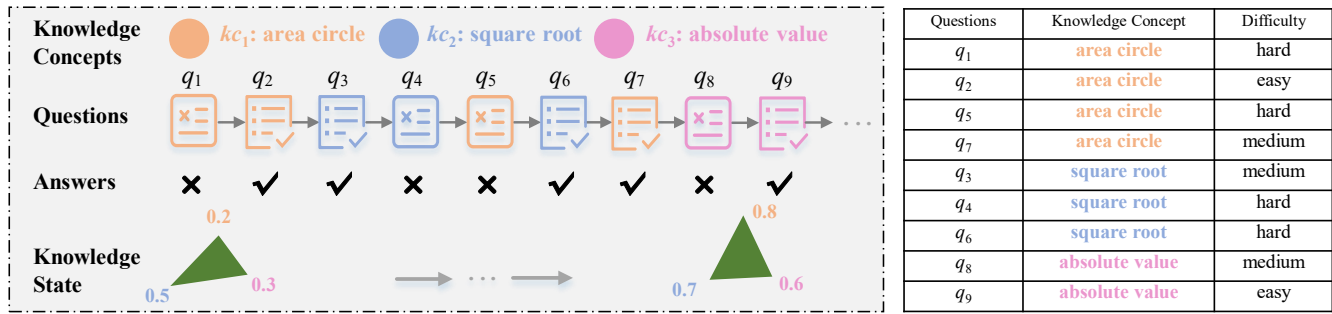 Knowledge Concepts
kc1: area circle
kc2: square root
kc3: absolute value
q1 q2 q3 q4 q5 q6 q7 q8 q9
Questions
...
Answers
0.2
0.5
0.3
Knowledge State
...
0.8
0.7
0.6
Questions Knowledge Concept Difficulty
q1 area circle hard
q2 area circle easy
q5 area circle hard
q7 area circle medium
q3 square root medium
q4 square root hard
q6 square root hard
q8 absolute value medium
q9 absolute value easy